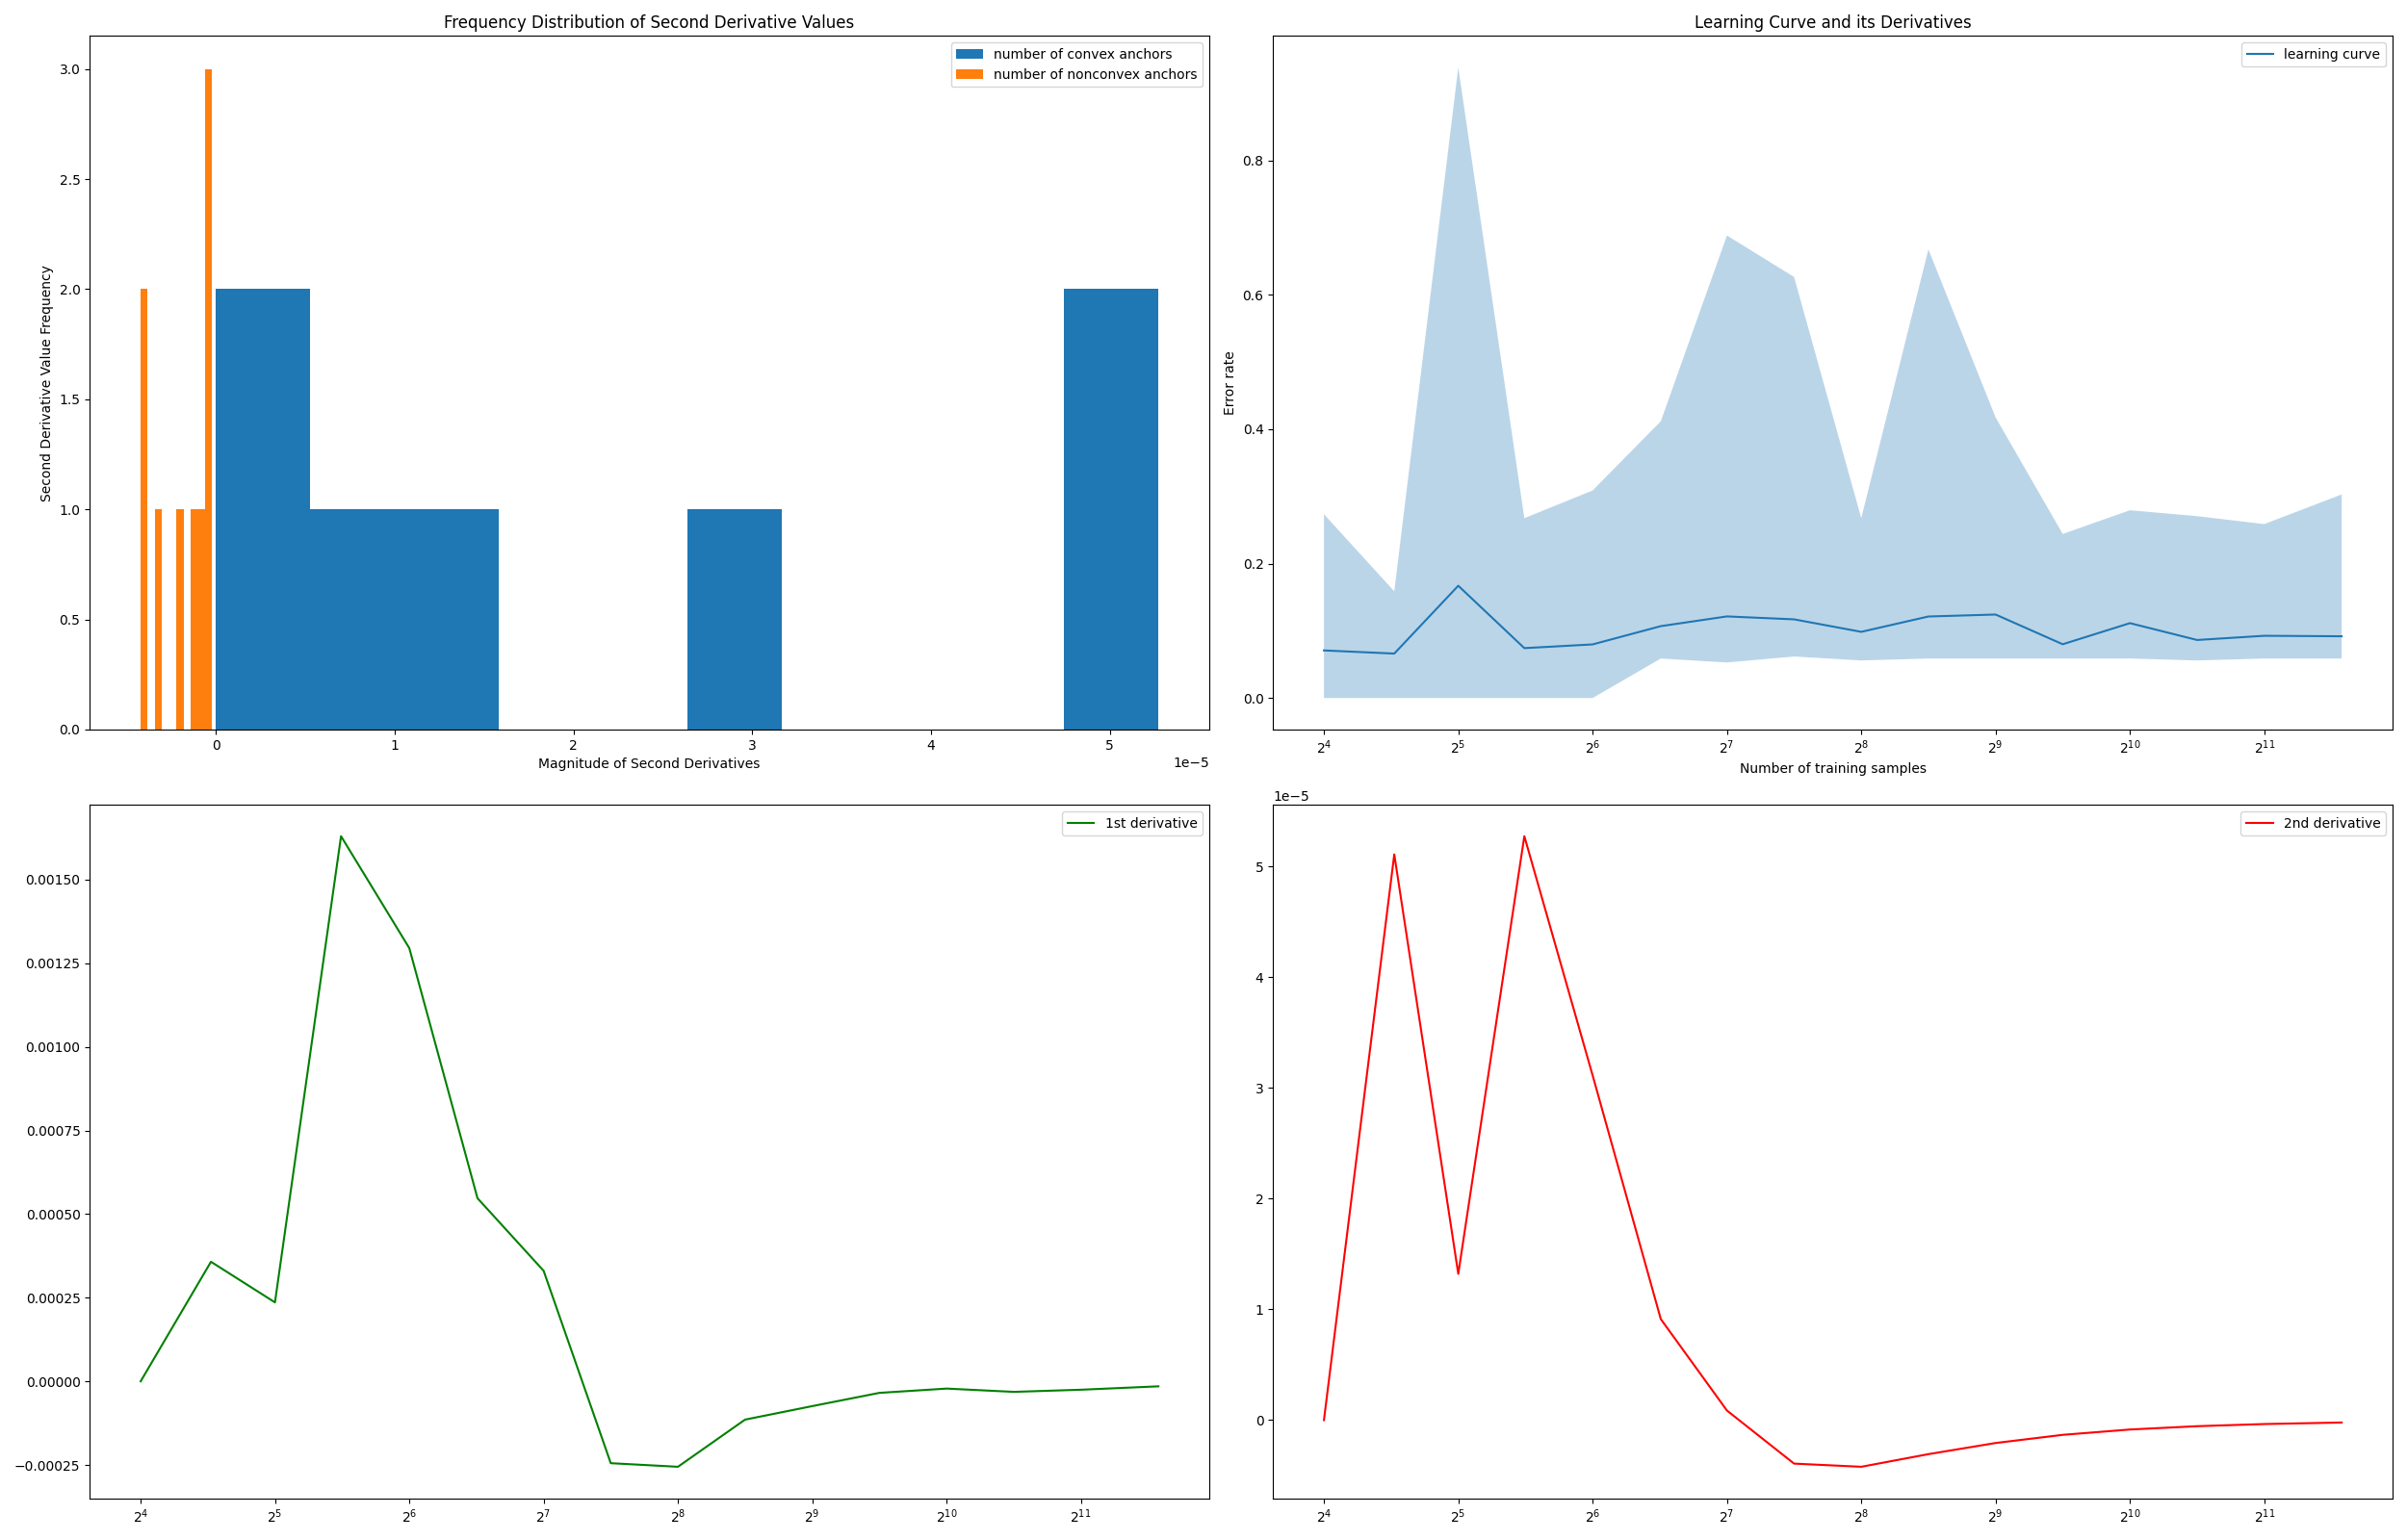 Frequency Distribution of Second Derivative Values
number of convex anchors
number of nonconvex anchors
Second Derivative Value Frequency
3.0
2.5
2.0
1.5
1.0
0.5
0.0
0 1 2 3 4 5
1e−5
Magnitude of Second Derivatives
Learning Curve and its Derivatives
learning curve
Error rate
0.8
0.6
0.4
0.2
0.0
2^4 2^5 2^6 2^7 2^8 2^9 2^10 2^11
Number of training samples
1st derivative
0.00150
0.00125
0.00100
0.00075
0.00050
0.00025
0.00000
−0.00025
2^4 2^5 2^6 2^7 2^8 2^9 2^10 2^11
1e−5
2nd derivative
5
4
3
2
1
0
2^4 2^5 2^6 2^7 2^8 2^9 2^10 2^11